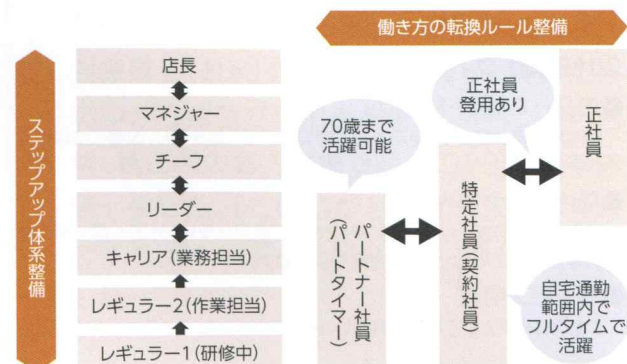 働き方の転換ルール整備
ステップアップ体系整備
店長
マネジャー
チーフ
リーダー
キャリア(業務担当)
レギュラー2(作業担当)
レギュラー1(研修中)
70歳まで
活躍可能
パートナー社員
(パートタイマー)
正社員
登用あり
特定社員(契約社員)
正社員
自宅通勤
範囲内で
フルタイムで
活躍